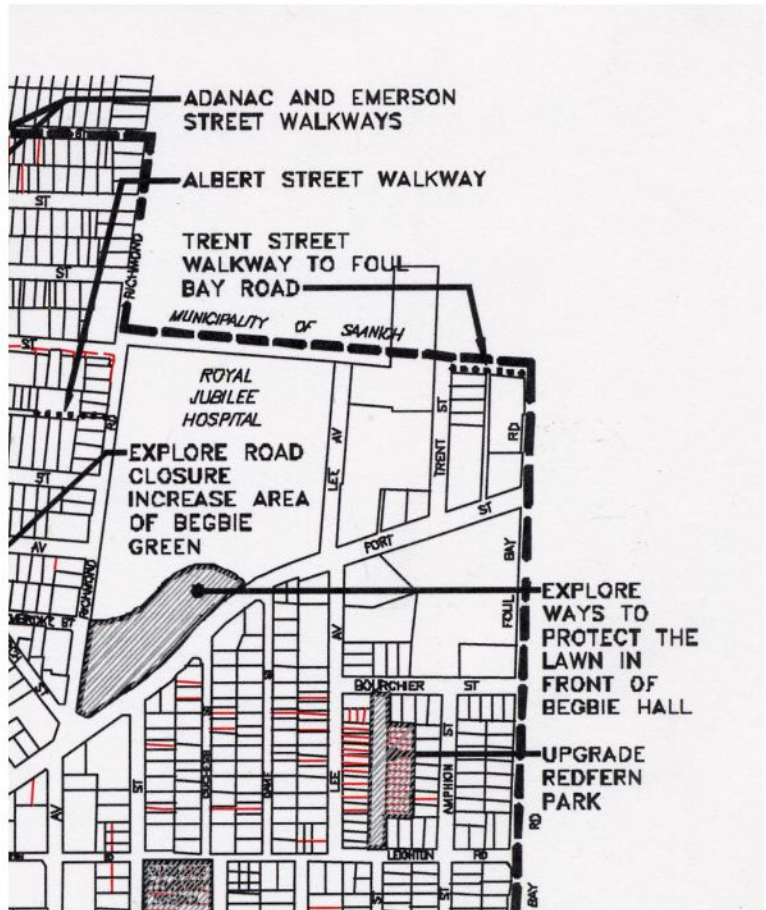 ADANAC AND EMERSON
STREET WALKWAYS
ST
ALBERT STREET WALKWAY
ST
RICHMOND
TRENT STREET
WALKWAY TO FOUL
BAY ROAD
MUNICIPALITY OF SAANICH
ST
ROYAL
JUBILEE
HOSPITAL
RD
LEE AV
TRENT ST
RD
EXPLORE ROAD
CLOSURE
INCREASE AREA
OF BEGBIE
GREEN
ST
AV
FORT ST
BAY
FOUL
RICHMOND
EXPLORE
WAYS TO
PROTECT THE
LAWN IN
FRONT OF
BEGBIE HALL
AV
ST
BOURCHIER ST
UPGRADE
REDFERN
PARK
ST
AV
LEE
AMPHION ST
RD
LEIGHTON RD
ST
ST
BAY